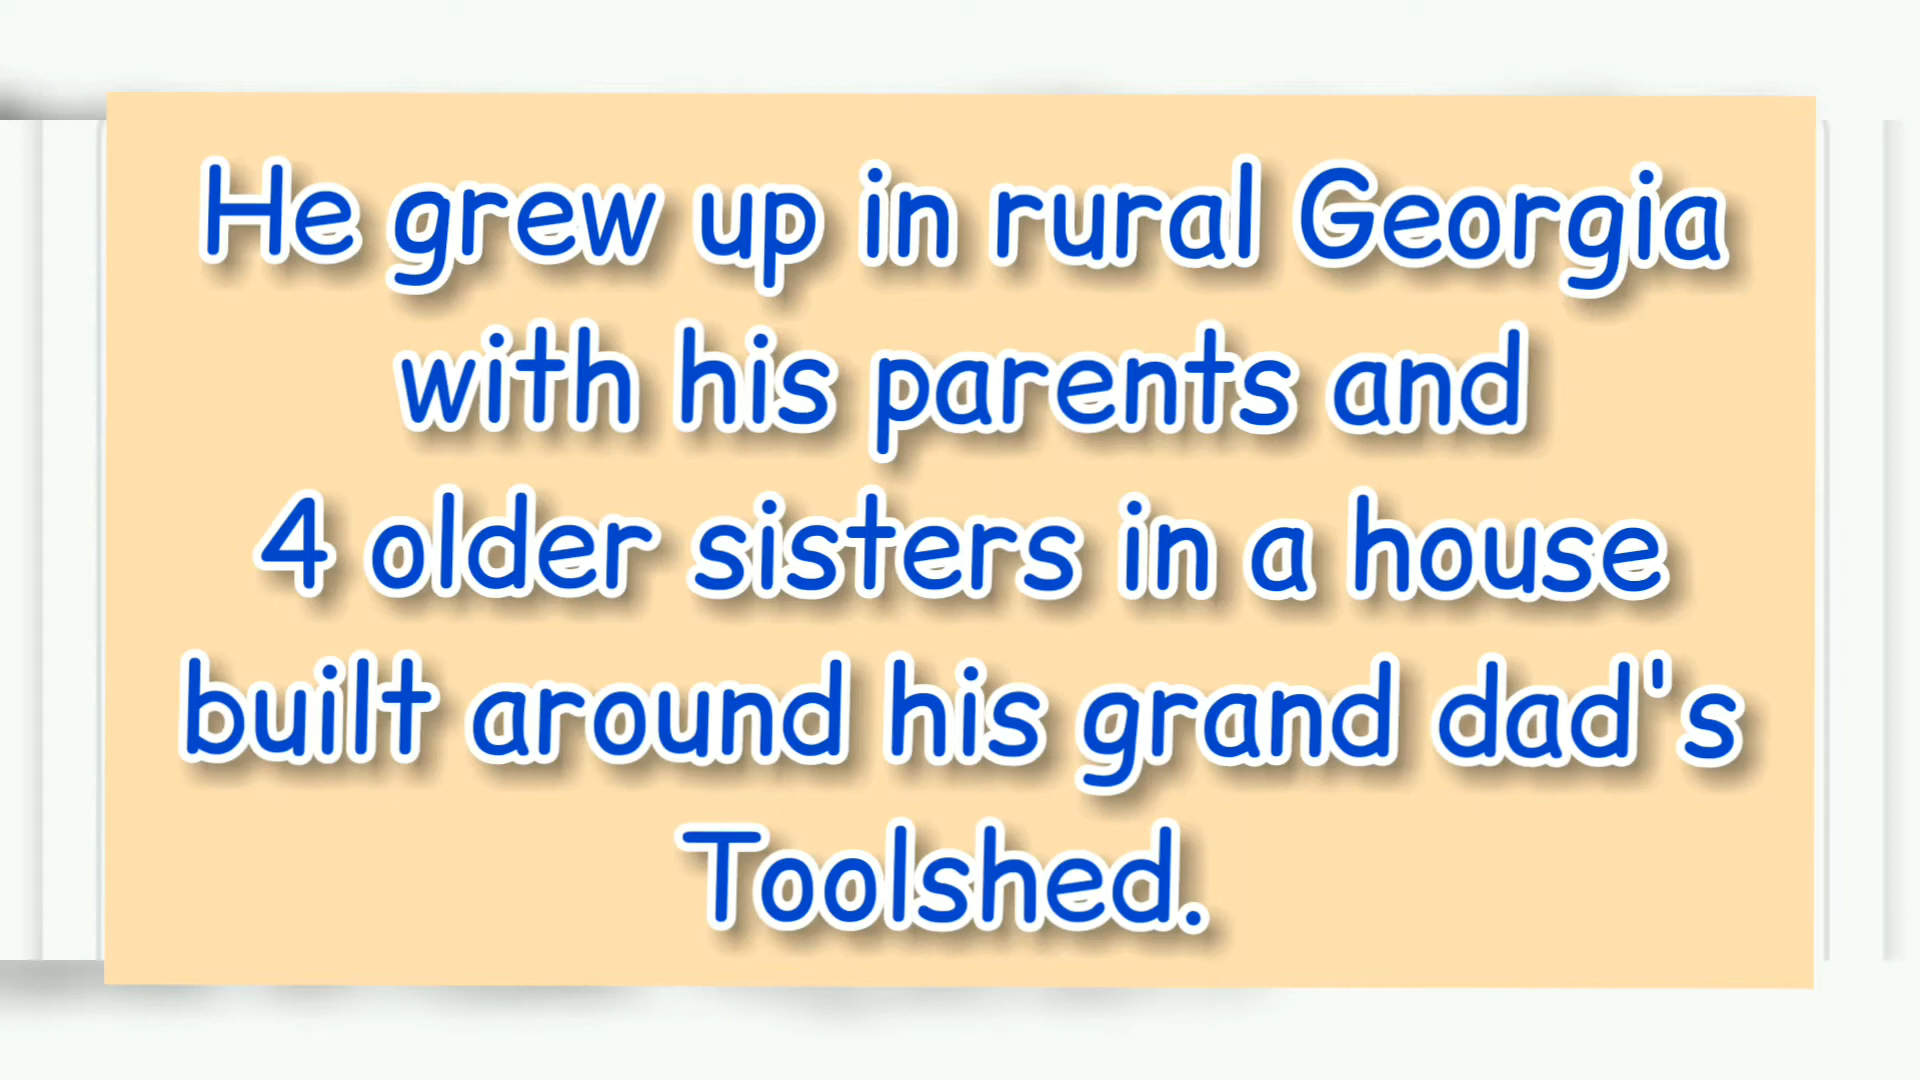 He grew up in rural Georgia
with his parents and
4 older sisters in a house
built around his grand dad's
Toolshed.